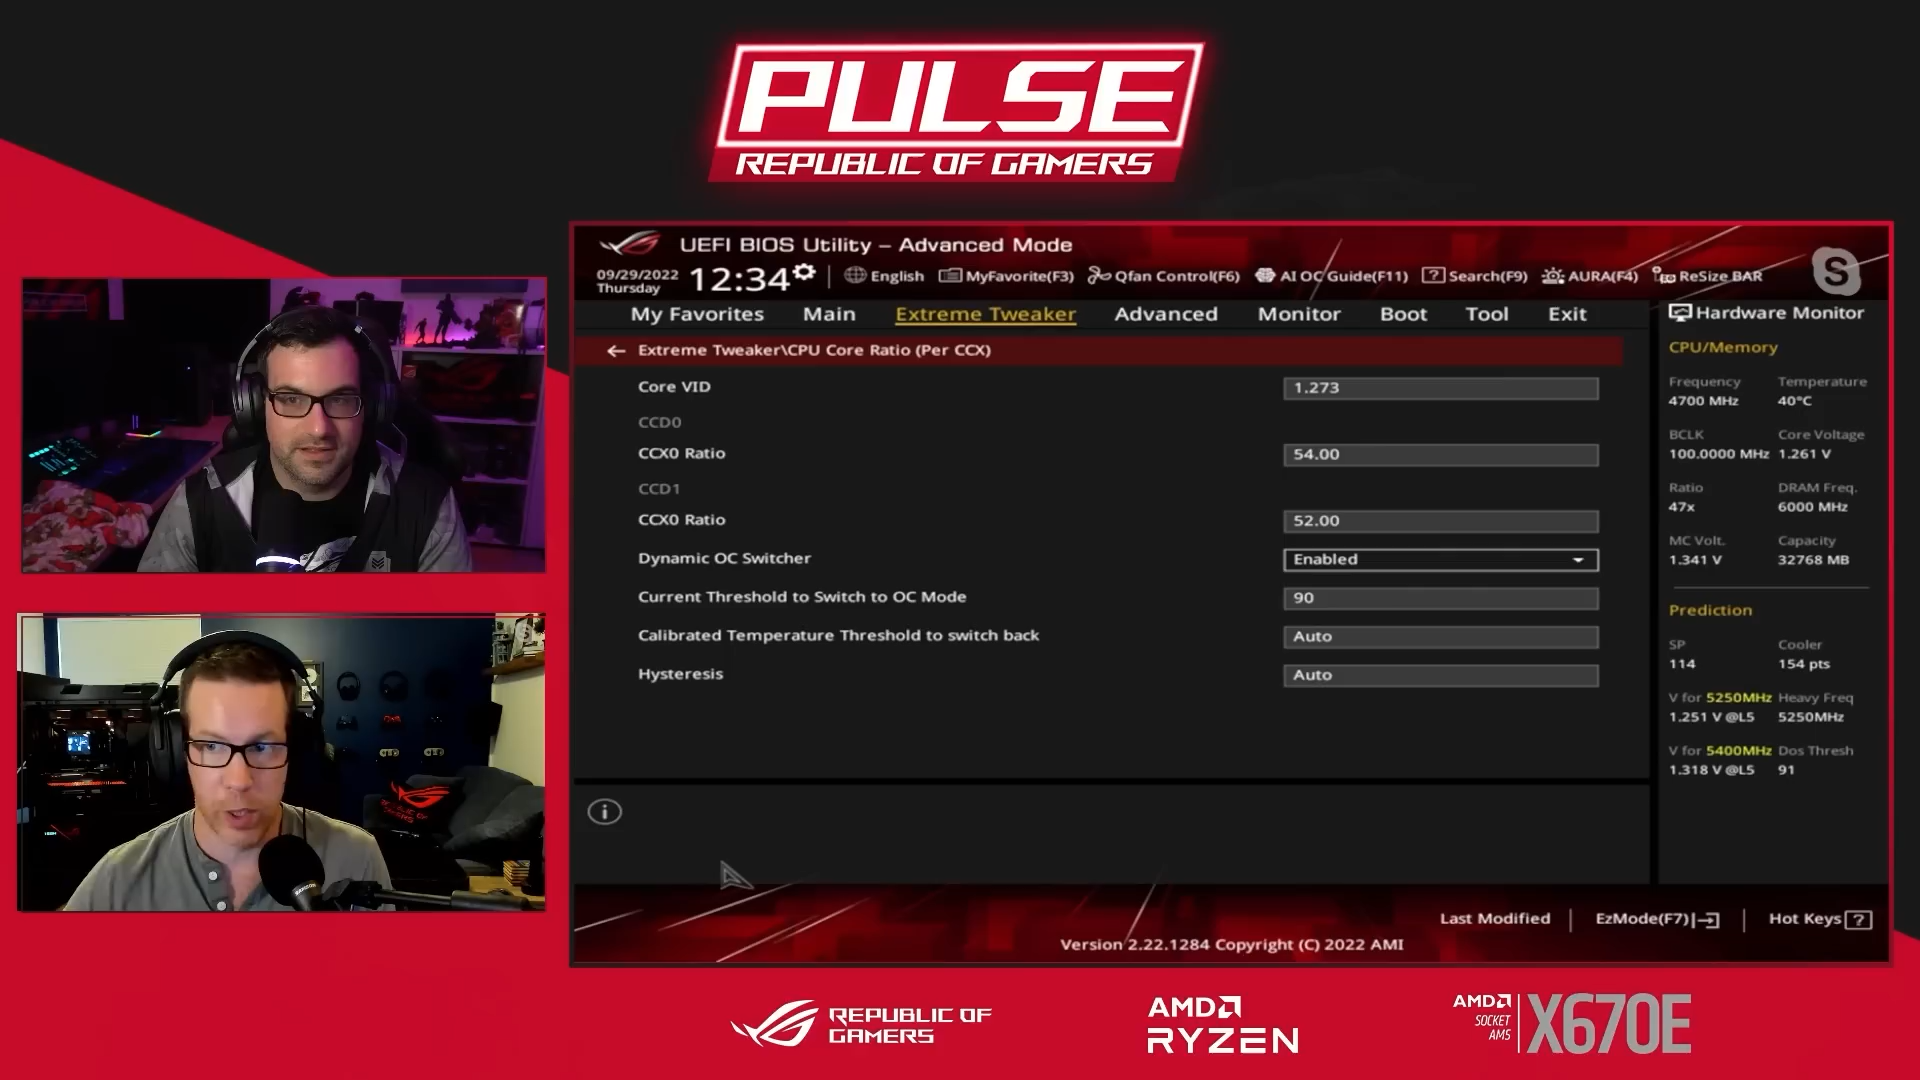 PULSE
REPUBLIC OF GAMERS
UEFI BIOS Utility – Advanced Mode
09/29/2022
Thursday
12:34
English
MyFavorite(F3)
Qfan Control(F6)
AI OC Guide(F11)
Search(F9)
AURA(F4)
ReSize BAR
My Favorites
Main
Extreme Tweaker
Advanced
Monitor
Boot
Tool
Exit
Extreme Tweaker\CPU Core Ratio (Per CCX)
Core VID
1.273
CCD0
CCX0 Ratio
54.00
CCD1
CCX0 Ratio
52.00
Dynamic OC Switcher
Enabled
Current Threshold to Switch to OC Mode
90
Calibrated Temperature Threshold to switch back
Auto
Hysteresis
Auto
Hardware Monitor
CPU/Memory
Frequency Temperature
4700 MHz 40°C
BCLK Core Voltage
100.0000 MHz 1.261 V
Ratio DRAM Freq.
47x 6000 MHz
MC Volt. Capacity
1.341 V 32768 MB
Prediction
SP Cooler
114 154 pts
V for 5250MHz Heavy Freq
1.251 V @L5 5250MHz
V for 5400MHz Dos Thresh
1.318 V @L5 91
Last Modified
EzMode(F7)
Hot Keys ?
Version 2.22.1284 Copyright (C) 2022 AMI
REPUBLIC OF
GAMERS
AMD
RYZEN
AMD
SOCKET
AM5
X670E